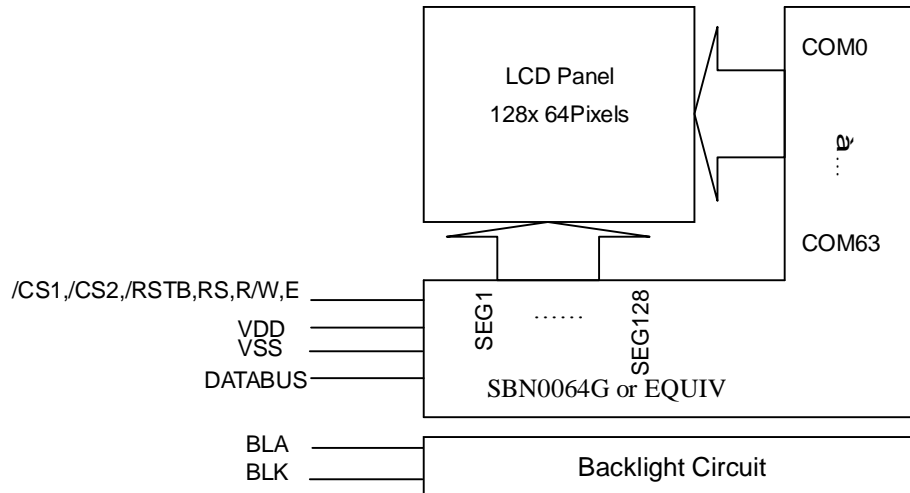 LCD Panel
128x 64Pixels
COM0
à...
COM63
/CS1,/CS2,/RSTB,RS,R/W,E
VDD
VSS
DATABUS
SEG1
......
SEG128
SBN0064G or EQUIV
BLA
BLK
Backlight Circuit